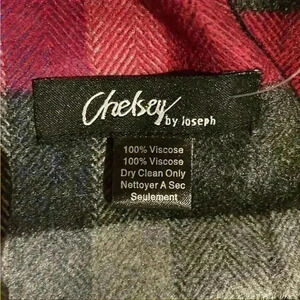 Chelsey
by Joseph
100% Viscose
100% Viscose
Dry Clean Only
Nettoyer A Sec
Seulement